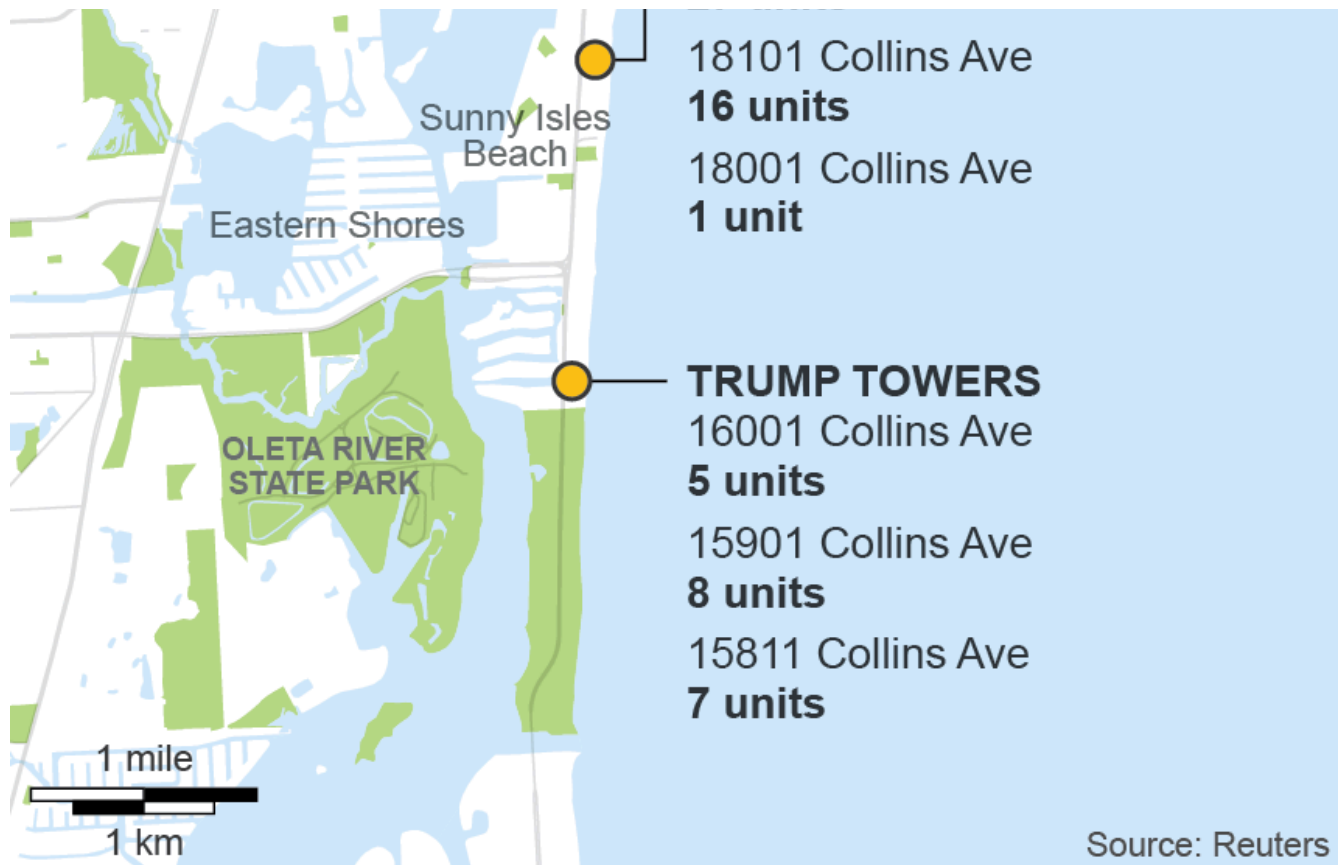 18101 Collins Ave
16 units
18001 Collins Ave
1 unit
Sunny Isles
Beach
Eastern Shores
TRUMP TOWERS
16001 Collins Ave
5 units
15901 Collins Ave
8 units
15811 Collins Ave
7 units
OLETA RIVER
STATE PARK
1 mile
1 km
Source: Reuters